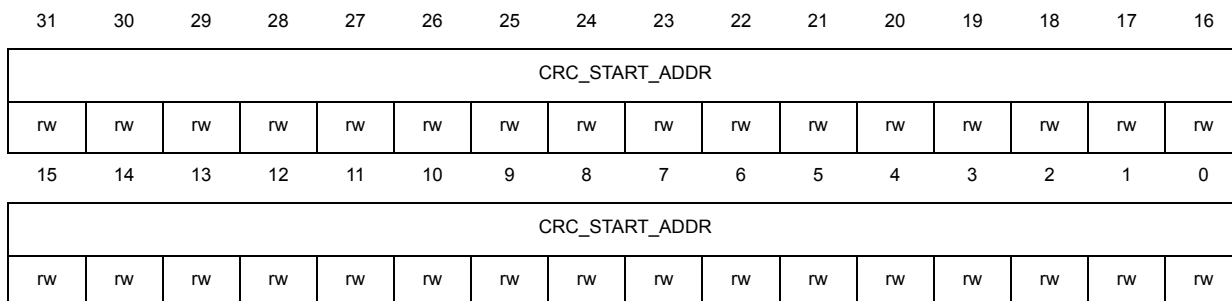 31 30 29 28 27 26 25 24 23 22 21 20 19 18 17 16
CRC_START_ADDR
rw rw rw rw rw rw rw rw rw rw rw rw rw rw rw rw
15 14 13 12 11 10 9 8 7 6 5 4 3 2 1 0
CRC_START_ADDR
rw rw rw rw rw rw rw rw rw rw rw rw rw rw rw rw